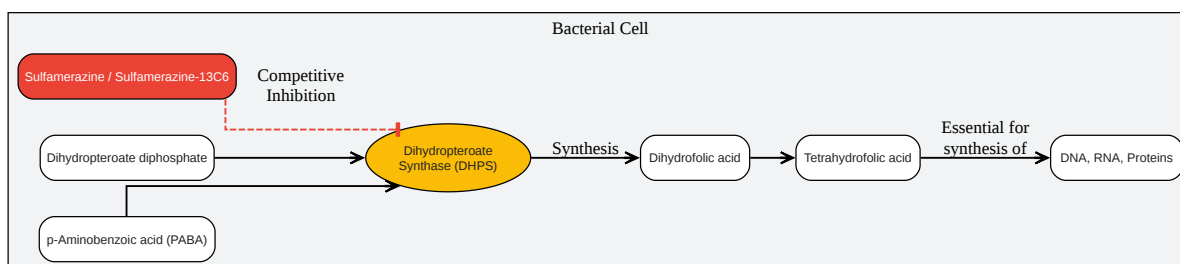 Bacterial Cell
Sulfamerazine / Sulfamerazine-13C6
Competitive
Inhibition
Dihydropteroate diphosphate
Dihydropteroate
Synthase (DHPS)
Synthesis
Dihydrofolic acid
Tetrahydrofolic acid
Essential for
synthesis of
DNA, RNA, Proteins
p-Aminobenzoic acid (PABA)